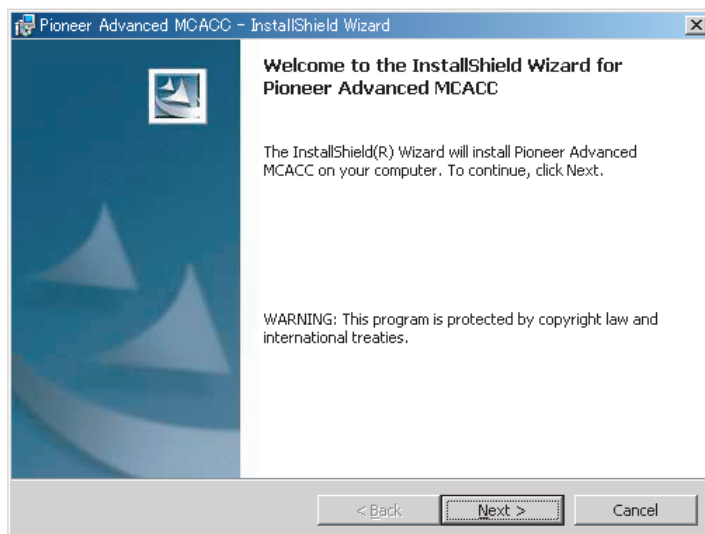 Pioneer Advanced MCACC - InstallShield Wizard
Welcome to the InstallShield Wizard for
Pioneer Advanced MCACC
The InstallShield(R) Wizard will install Pioneer Advanced
MCACC on your computer. To continue, click Next.
WARNING: This program is protected by copyright law and
international treaties.
< Back
Next >
Cancel